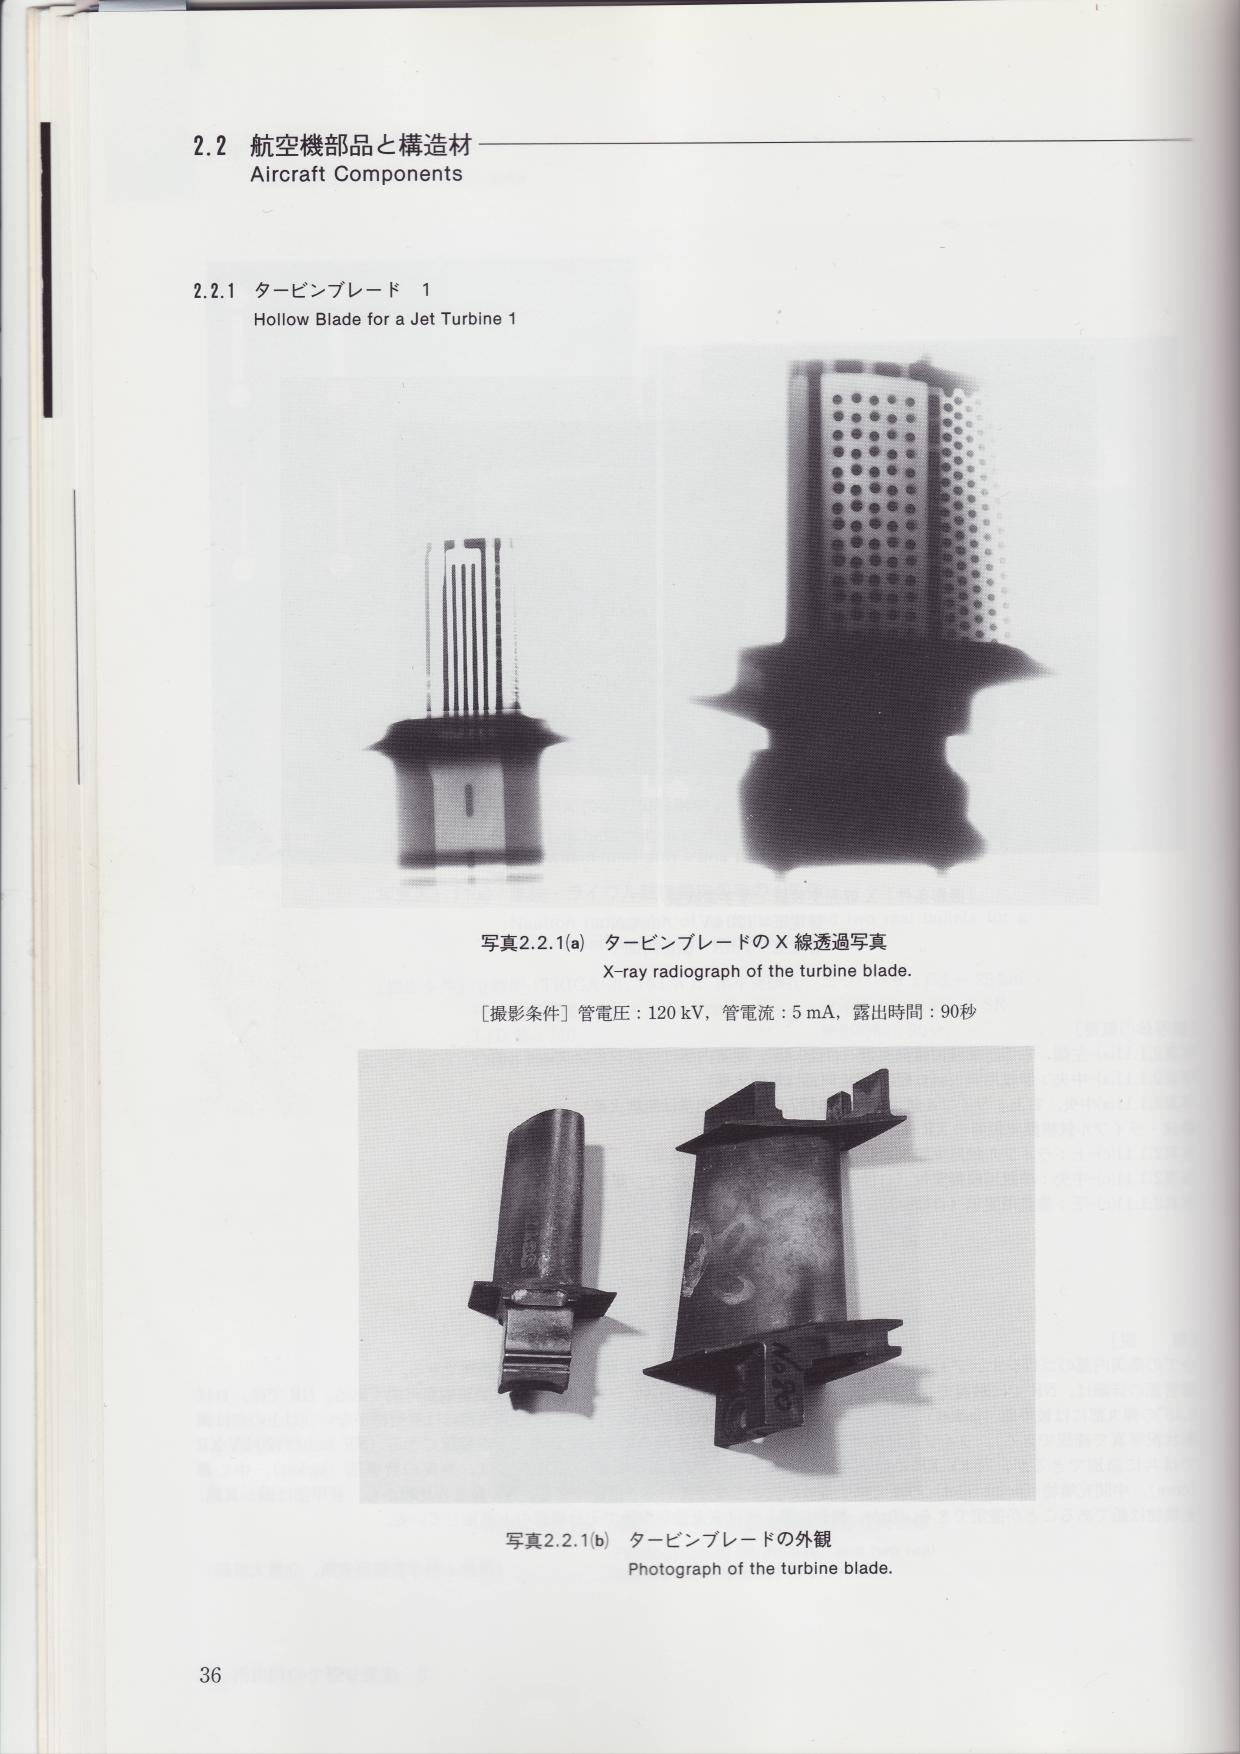 2.2 航空機部品と構造材
Aircraft Components
2.2.1 タービンブレード 1
Hollow Blade for a Jet Turbine 1
写真2.2.1(a) タービンブレードのX線透過写真
X-ray radiograph of the turbine blade.
［撮影条件］管電圧：120 kV，管電流：5 mA，露出時間：90秒
No 20
写真2.2.1(b) タービンブレードの外観
Photograph of the turbine blade.
36